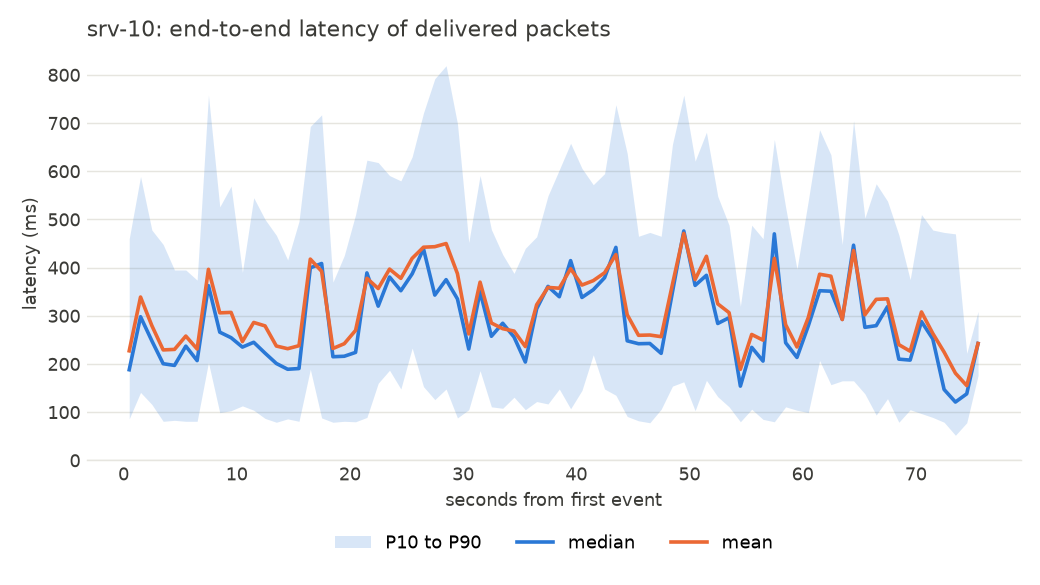 srv-10: end-to-end latency of delivered packets
latency (ms)
800
700
600
500
400
300
200
100
0
0 10 20 30 40 50 60 70
seconds from first event
P10 to P90 median mean